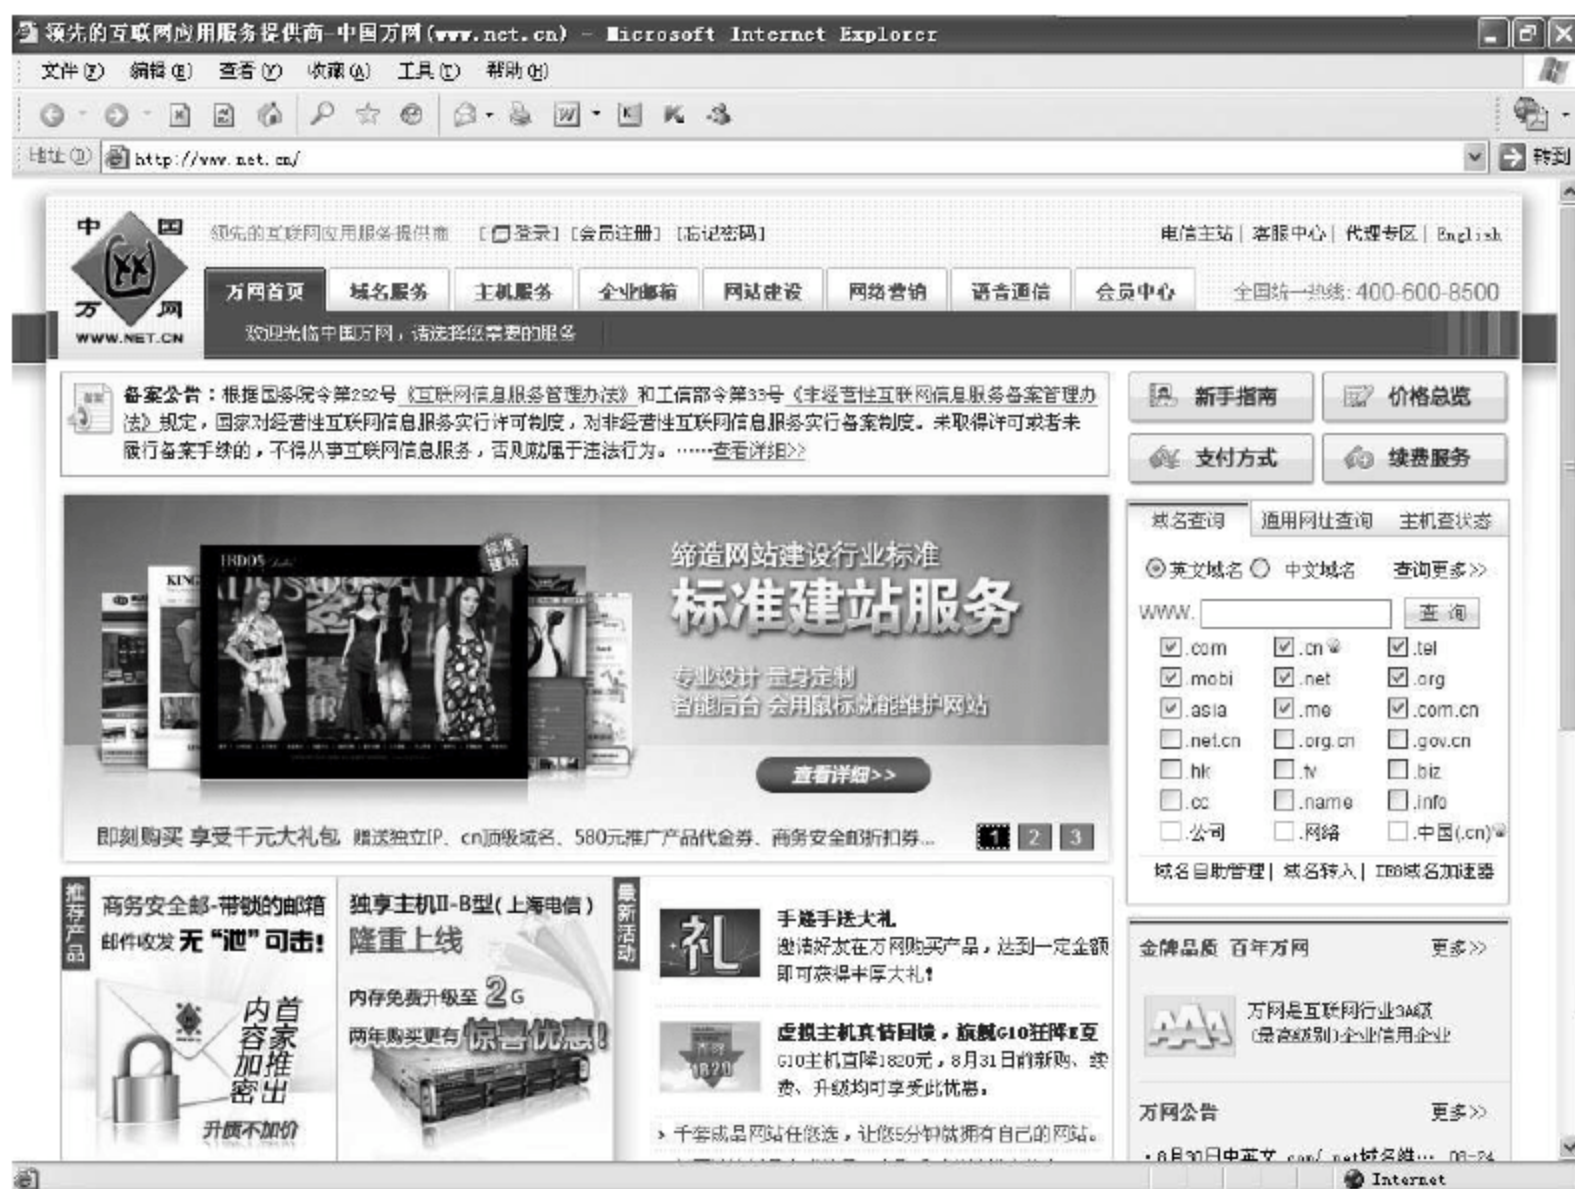 领先的互联网应用服务提供商-中国万网(www.net.cn) - Microsoft Internet Explorer
文件(F) 编辑(E) 查看(V) 收藏(A) 工具(T) 帮助(H)
地址(D) http://www.net.cn/ 转到
中国万网
WWW.NET.CN
领先的互联网应用服务提供商 [登录] [会员注册] [忘记密码]
电信主站 | 客服中心 | 代理专区 | English
万网首页 域名服务 主机服务 企业邮箱 网站建设 网络营销 语音通信 会员中心 全国统一热线: 400-600-8500
欢迎光临中国万网，请选择您需要的服务
备案公告：根据国务院令第292号《互联网信息服务管理办法》和工信部令第33号《非经营性互联网信息服务备案管理办
法》规定，国家对经营性互联网信息服务实行许可制度，对非经营性互联网信息服务实行备案制度。未取得许可或者未
履行备案手续的，不得从事互联网信息服务，否则就属于违法行为。……查看详细>>
新手指南 价格总览
支付方式 续费服务
标准建站
缔造网站建设行业标准
标准建站服务
专业设计 量身定制
智能后台 会用鼠标就能维护网站
查看详细>>
即刻购买 享受千元大礼包 赠送独立IP、cn顶级域名、580元推广产品代金券、商务安全邮折扣券... 1 2 3
域名查询 通用网址查询 主机查状态
英文域名 中文域名 查询更多>>
WWW. 查 询
.com .cn .tel
.mobi .net .org
.asia .me .com.cn
.net.cn .org.cn .gov.cn
.hk .tv .biz
.cc .name .info
.公司 .网络 .中国(.cn)
域名自助管理 | 域名转入 | IE8域名加速器
推荐产品
商务安全邮-带锁的邮箱
邮件收发 无“泄”可击!
首家推出
内容加密
升质不加价
独享主机II-B型(上海电信)
隆重上线
内存免费升级至2G
两年购买更有惊喜优惠!
最新活动
礼
手递手送大礼
邀请好友在万网购买产品，达到一定金额
即可获得丰厚大礼!
1820
虚拟主机真情回馈，旗舰G10狂降E夏
G10主机直降1820元，8月31日前新购、续
费、升级均可享受此优惠。
› 千套成品网站任您选，让您5分钟就拥有自己的网站。
金牌品质 百年万网 更多>>
AAA
万网是互联网行业3A级
(最高级别)企业信用企业
万网公告 更多>>
·8月30日中英文.com/.net域名维… 08-24
Internet